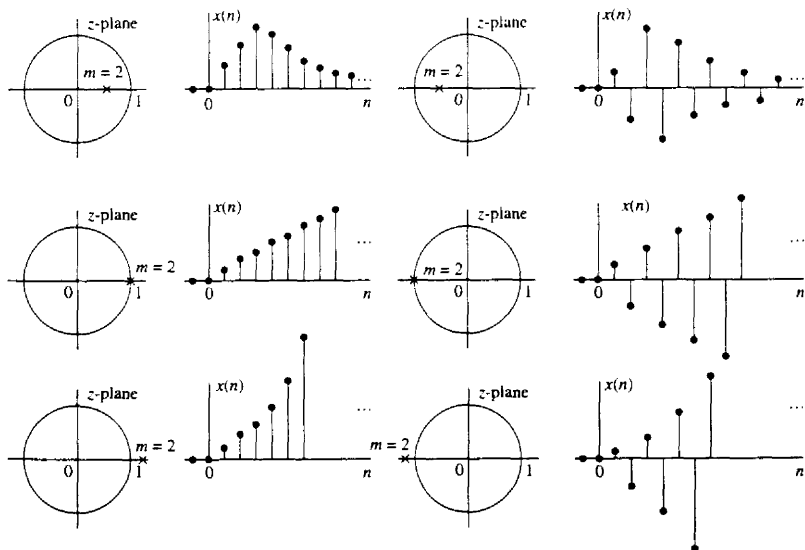 z-plane
m = 2
0
1
x(n)
0
...
n
z-plane
m = 2
0
1
x(n)
0
...
n
z-plane
m = 2
0
1
x(n)
0
...
n
z-plane
m = 2
0
1
x(n)
0
...
n
z-plane
m = 2
0
1
x(n)
0
...
n
z-plane
m = 2
0
1
x(n)
0
...
n